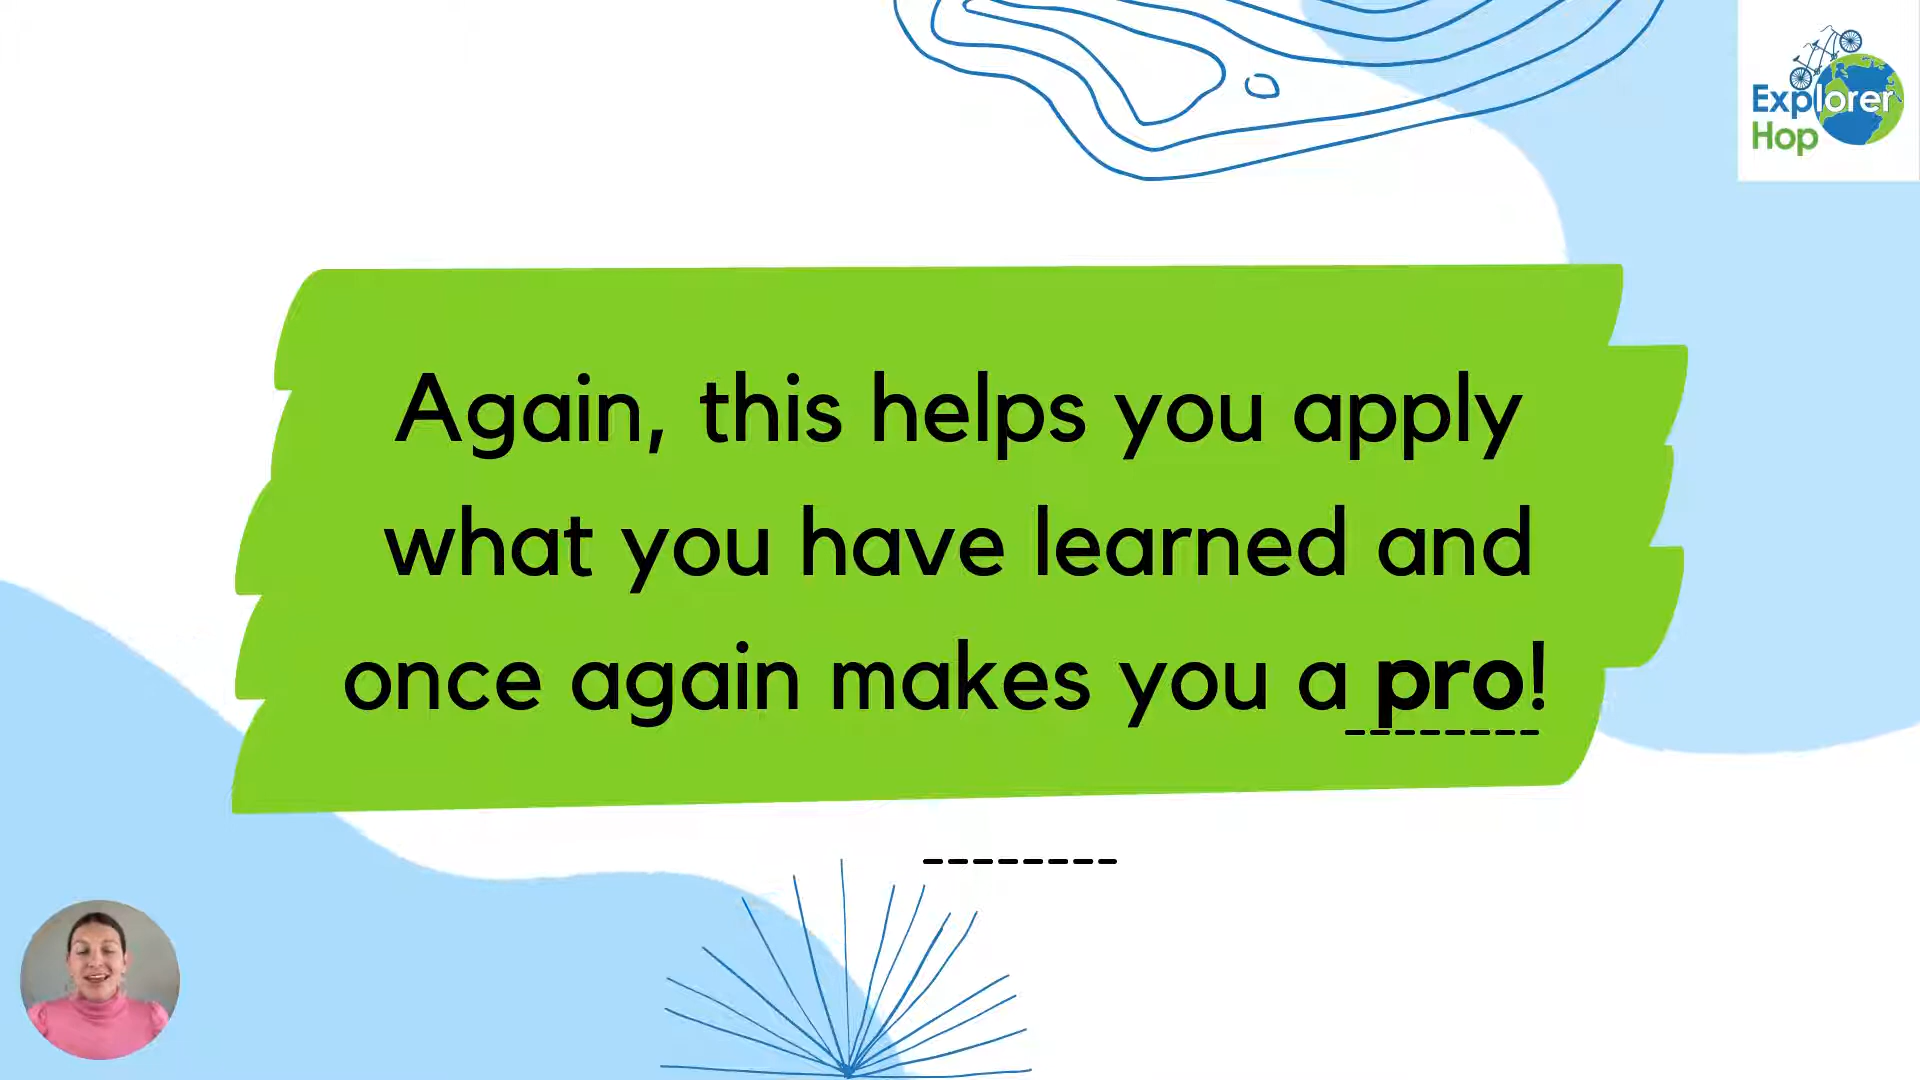 Explorer
Hop
Again, this helps you apply
what you have learned and
once again makes you a pro!